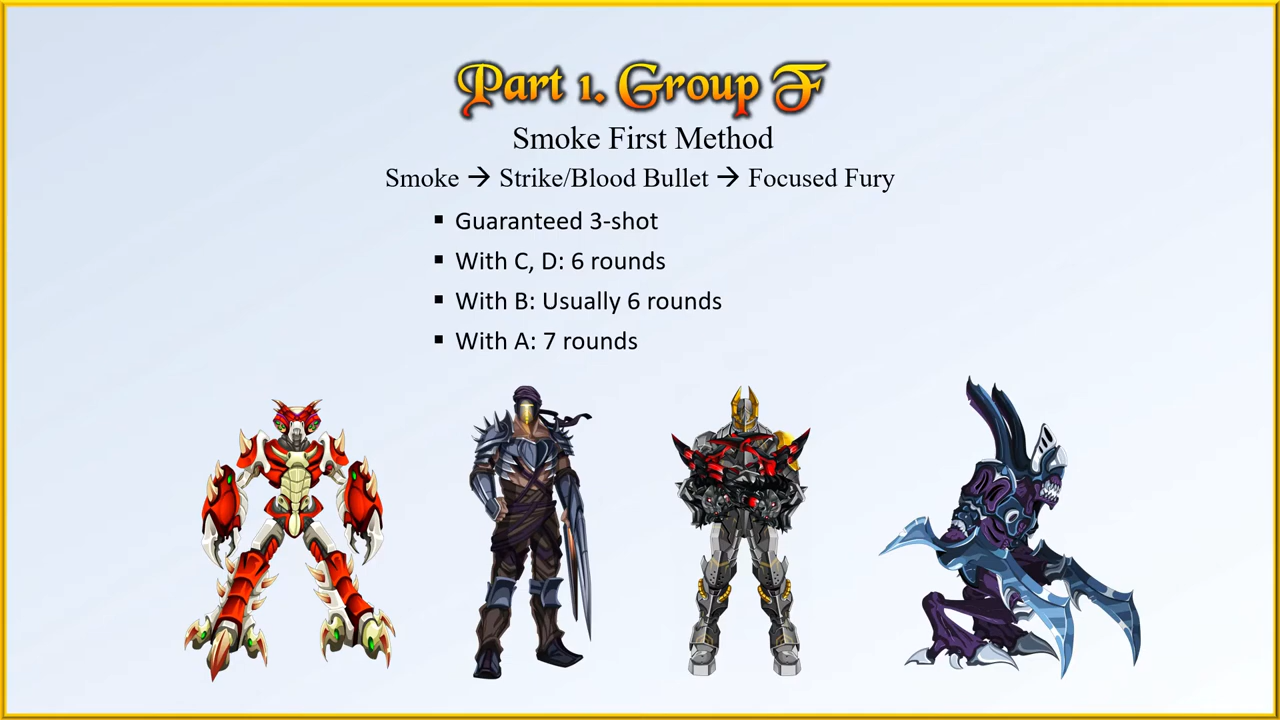 Part 1. Group F
Smoke First Method
Smoke → Strike/Blood Bullet → Focused Fury
▪ Guaranteed 3-shot
▪ With C, D: 6 rounds
▪ With B: Usually 6 rounds
▪ With A: 7 rounds